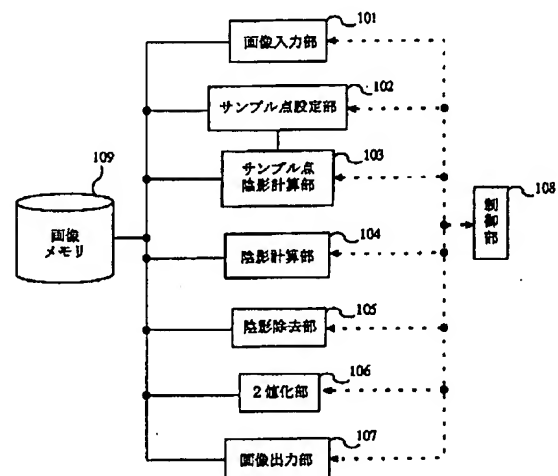 101
画像入力部
102
サンプル点設定部
103
サンプル点
陰影計算部
109
画像
メモリ
108
制御部
104
陰影計算部
105
陰影除去部
106
2値化部
107
画像出力部